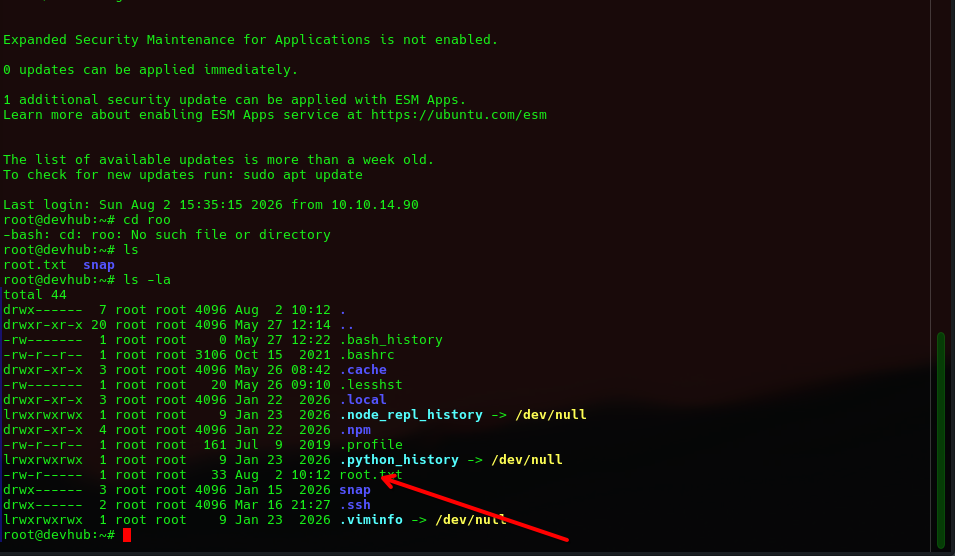 Expanded Security Maintenance for Applications is not enabled.
0 updates can be applied immediately.
1 additional security update can be applied with ESM Apps.
Learn more about enabling ESM Apps service at https://ubuntu.com/esm
The list of available updates is more than a week old.
To check for new updates run: sudo apt update
Last login: Sun Aug 2 15:35:15 2026 from 10.10.14.90
root@devhub:~# cd roo
-bash: cd: roo: No such file or directory
root@devhub:~# ls
root.txt  snap
root@devhub:~# ls -la
total 44
drwx------  7 root root 4096 Aug  2 10:12 .
drwxr-xr-x 20 root root 4096 May 27 12:14 ..
-rw-------  1 root root    0 May 27 12:22 .bash_history
-rw-r--r--  1 root root 3106 Oct 15  2021 .bashrc
drwxr-xr-x  3 root root 4096 May 26 08:42 .cache
-rw-------  1 root root   20 May 26 09:10 .lesshst
drwxr-xr-x  3 root root 4096 Jan 22  2026 .local
lrwxrwxrwx  1 root root    9 Jan 23  2026 .node_repl_history -> /dev/null
drwxr-xr-x  4 root root 4096 Jan 22  2026 .npm
-rw-r--r--  1 root root  161 Jul  9  2019 .profile
lrwxrwxrwx  1 root root    9 Jan 23  2026 .python_history -> /dev/null
-rw-r-----  1 root root   33 Aug  2 10:12 root.txt
drwx------  3 root root 4096 Jan 15  2026 snap
drwx------  2 root root 4096 Mar 16 21:27 .ssh
lrwxrwxrwx  1 root root    9 Jan 23  2026 .viminfo -> /dev/null
root@devhub:~#